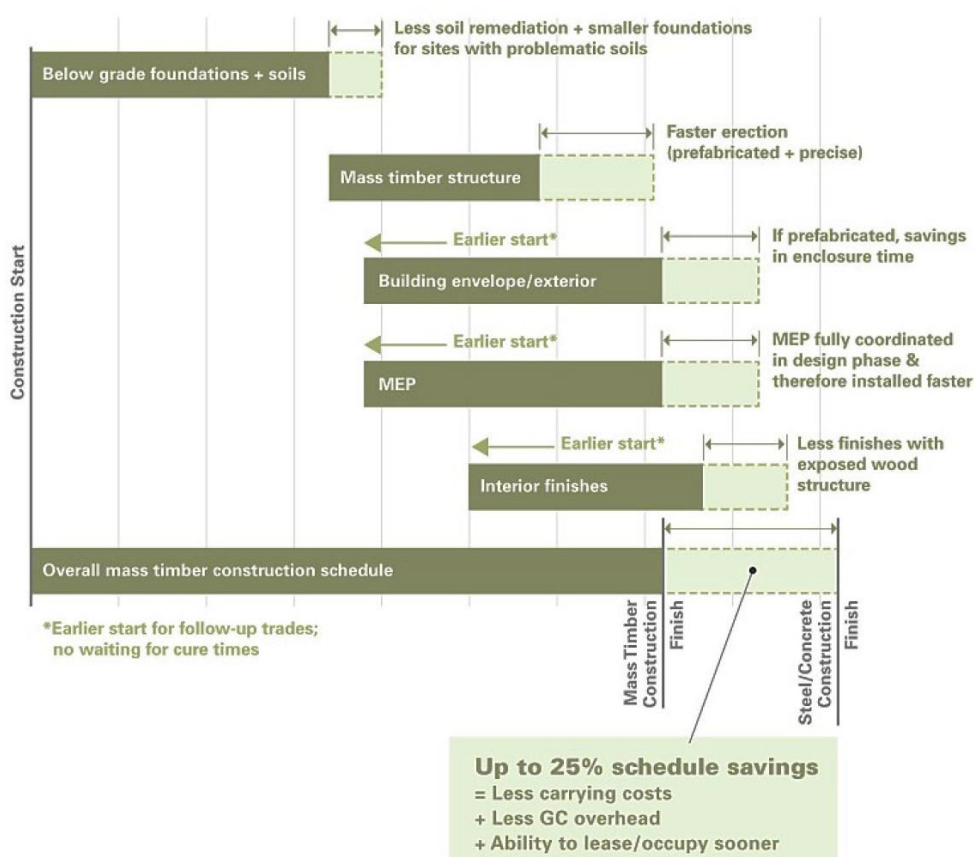 Less soil remediation + smaller foundations
for sites with problematic soils
Below grade foundations + soils
Faster erection
(prefabricated + precise)
Mass timber structure
Earlier start*
If prefabricated, savings
in enclosure time
Building envelope/exterior
Construction Start
Earlier start*
MEP fully coordinated
in design phase &
therefore installed faster
MEP
Earlier start*
Less finishes with
exposed wood
structure
Interior finishes
Overall mass timber construction schedule
*Earlier start for follow-up trades;
no waiting for cure times
Mass Timber
Construction
Finish
Steel/Concrete
Construction
Finish
Up to 25% schedule savings
= Less carrying costs
+ Less GC overhead
+ Ability to lease/occupy sooner